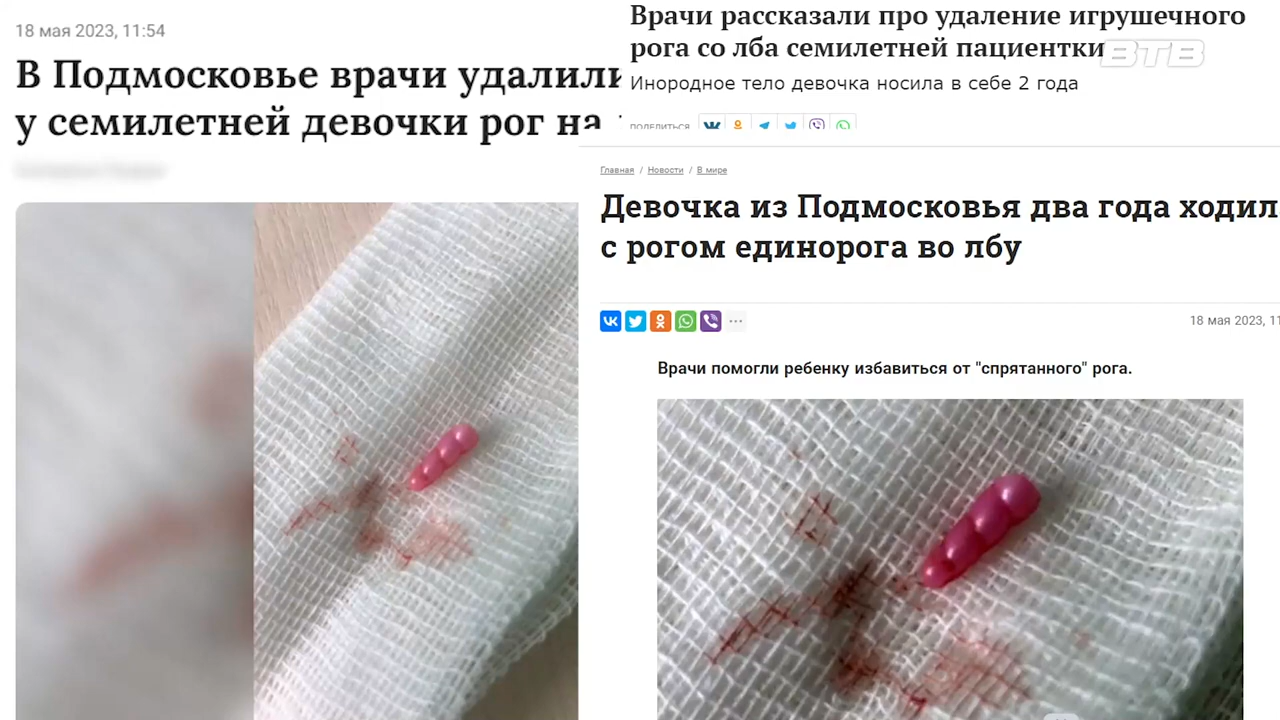 18 мая 2023, 11:54
В Подмосковье врачи удалили
у семилетней девочки рог на
Врачи рассказали про удаление игрушечного
рога со лба семилетней пациентки
ВТВ
Инородное тело девочка носила в себе 2 года
ПОДЕЛИТЬСЯ
Главная / Новости / В мире
Девочка из Подмосковья два года ходил
с рогом единорога во лбу
18 мая 2023, 11
Врачи помогли ребенку избавиться от "спрятанного" рога.